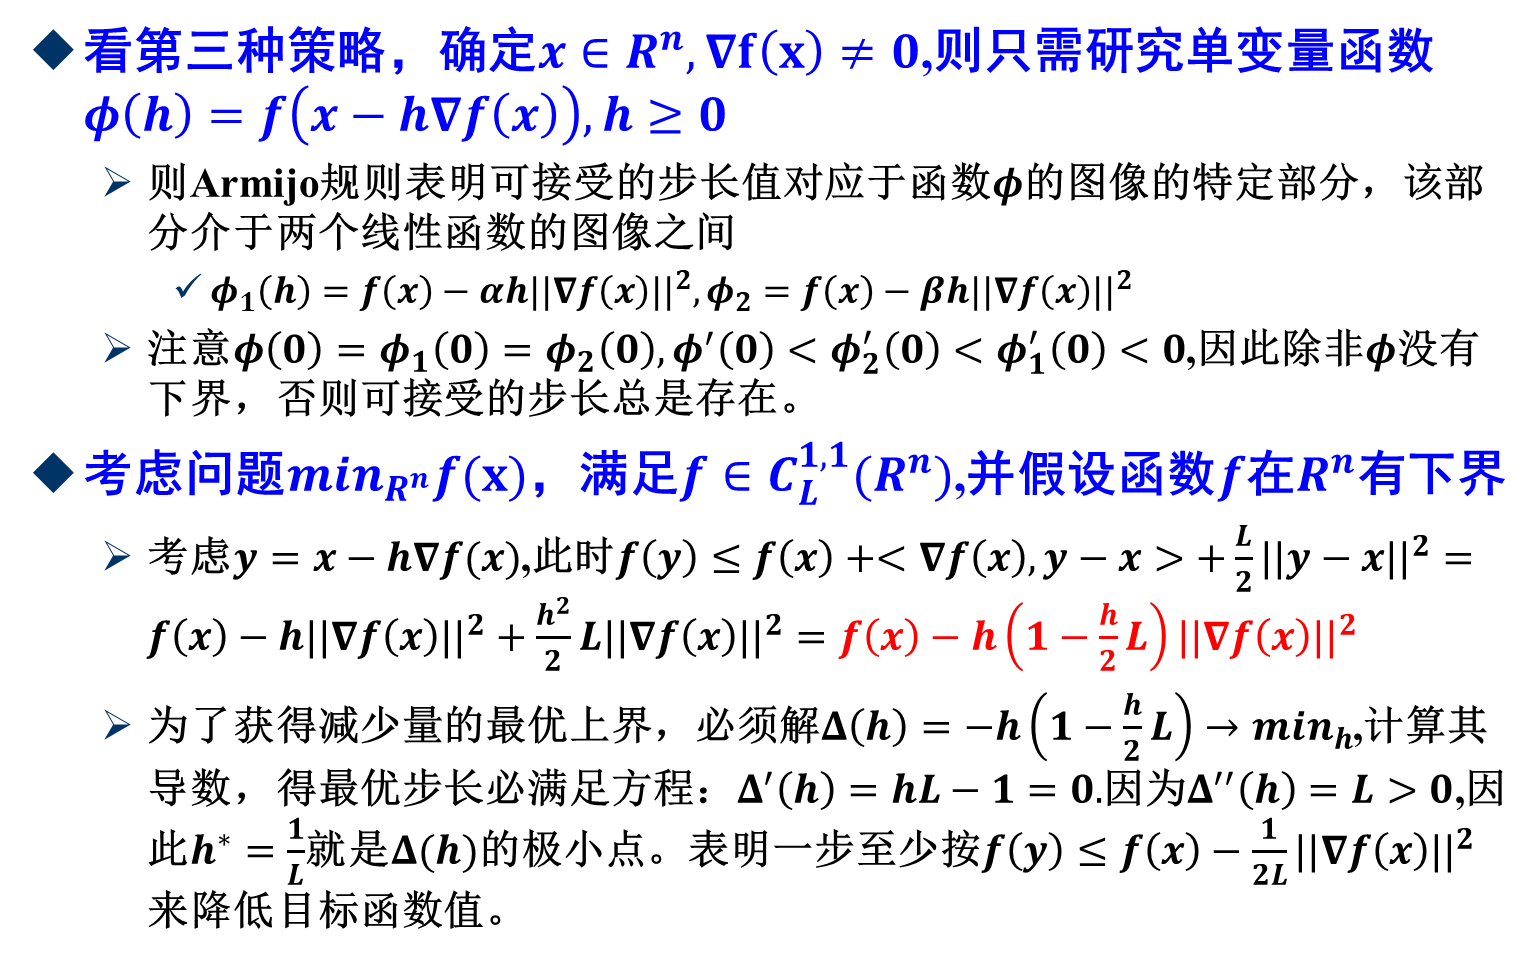 ◆看第三种策略，确定x ∈ Rⁿ, ∇f(x) ≠ 0,则只需研究单变量函数
ϕ(h) = f(x − h∇f(x)), h ≥ 0
➢ 则Armijo规则表明可接受的步长值对应于函数ϕ的图像的特定部分，该部
分介于两个线性函数的图像之间
✓ ϕ₁(h) = f(x) − αh||∇f(x)||², ϕ₂ = f(x) − βh||∇f(x)||²
➢ 注意ϕ(0) = ϕ₁(0) = ϕ₂(0), ϕ′(0) < ϕ₂′(0) < ϕ₁′(0) < 0,因此除非ϕ没有
下界，否则可接受的步长总是存在。
◆考虑问题min_{Rⁿ} f(x)，满足f ∈ C_L^{1,1}(Rⁿ),并假设函数f在Rⁿ有下界
➢ 考虑y = x − h∇f(x),此时f(y) ≤ f(x) +< ∇f(x), y − x > + \frac{L}{2}||y − x||² =
f(x) − h||∇f(x)||² + \frac{h²}{2}L||∇f(x)||² = f(x) − h(1 − \frac{h}{2}L)||∇f(x)||²
➢ 为了获得减少量的最优上界，必须解Δ(h) = −h(1 − \frac{h}{2}L) → min_h,计算其
导数，得最优步长必满足方程：Δ′(h) = hL − 1 = 0.因为Δ′′(h) = L > 0,因
此h* = \frac{1}{L}就是Δ(h)的极小点。表明一步至少按f(y) ≤ f(x) − \frac{1}{2L}||∇f(x)||²
来降低目标函数值。